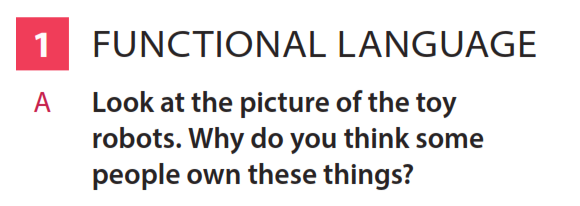 1 FUNCTIONAL LANGUAGE
A Look at the picture of the toy
robots. Why do you think some
people own these things?